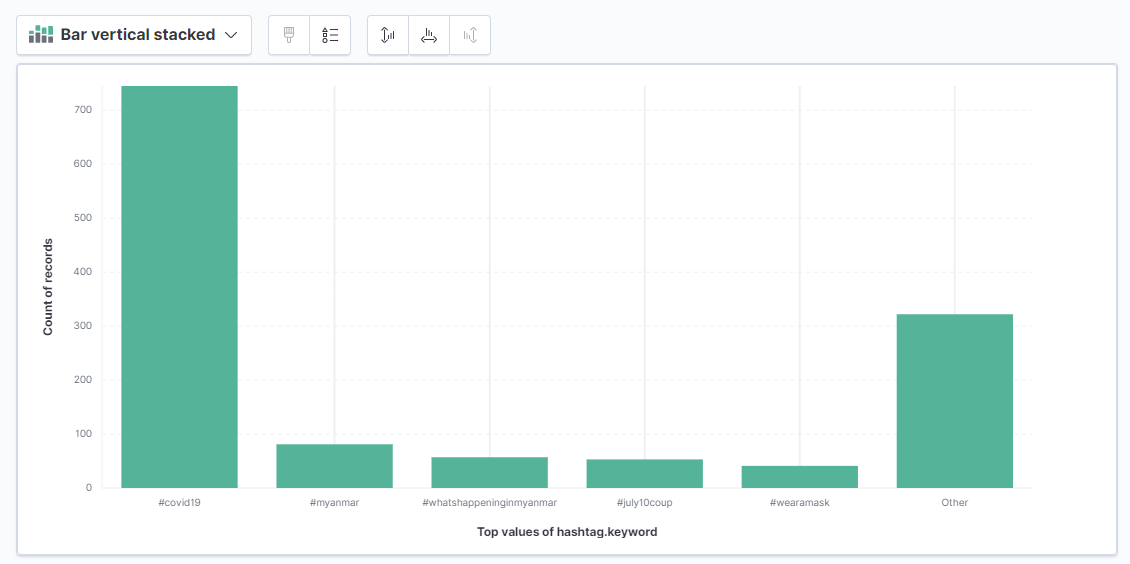 Bar vertical stacked
700
600
500
400
300
200
100
0
Count of records
#covid19
#myanmar
#whatshappeninginmyanmar
#july10coup
#wearamask
Other
Top values of hashtag.keyword